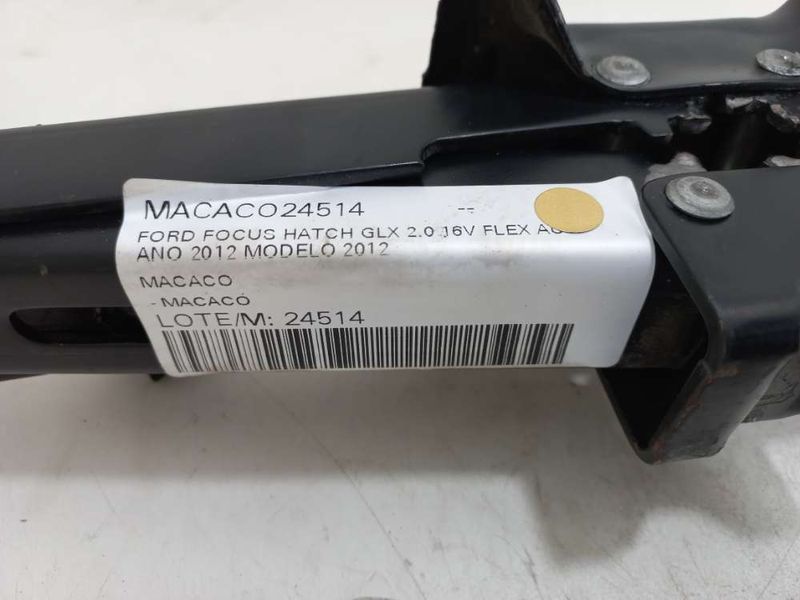 MACACO24514 --
FORD FOCUS HATCH GLX 2.0 16V FLEX
ANO 2012 MODELO 2012
MACACO
- MACACO
LOTE/M: 24514